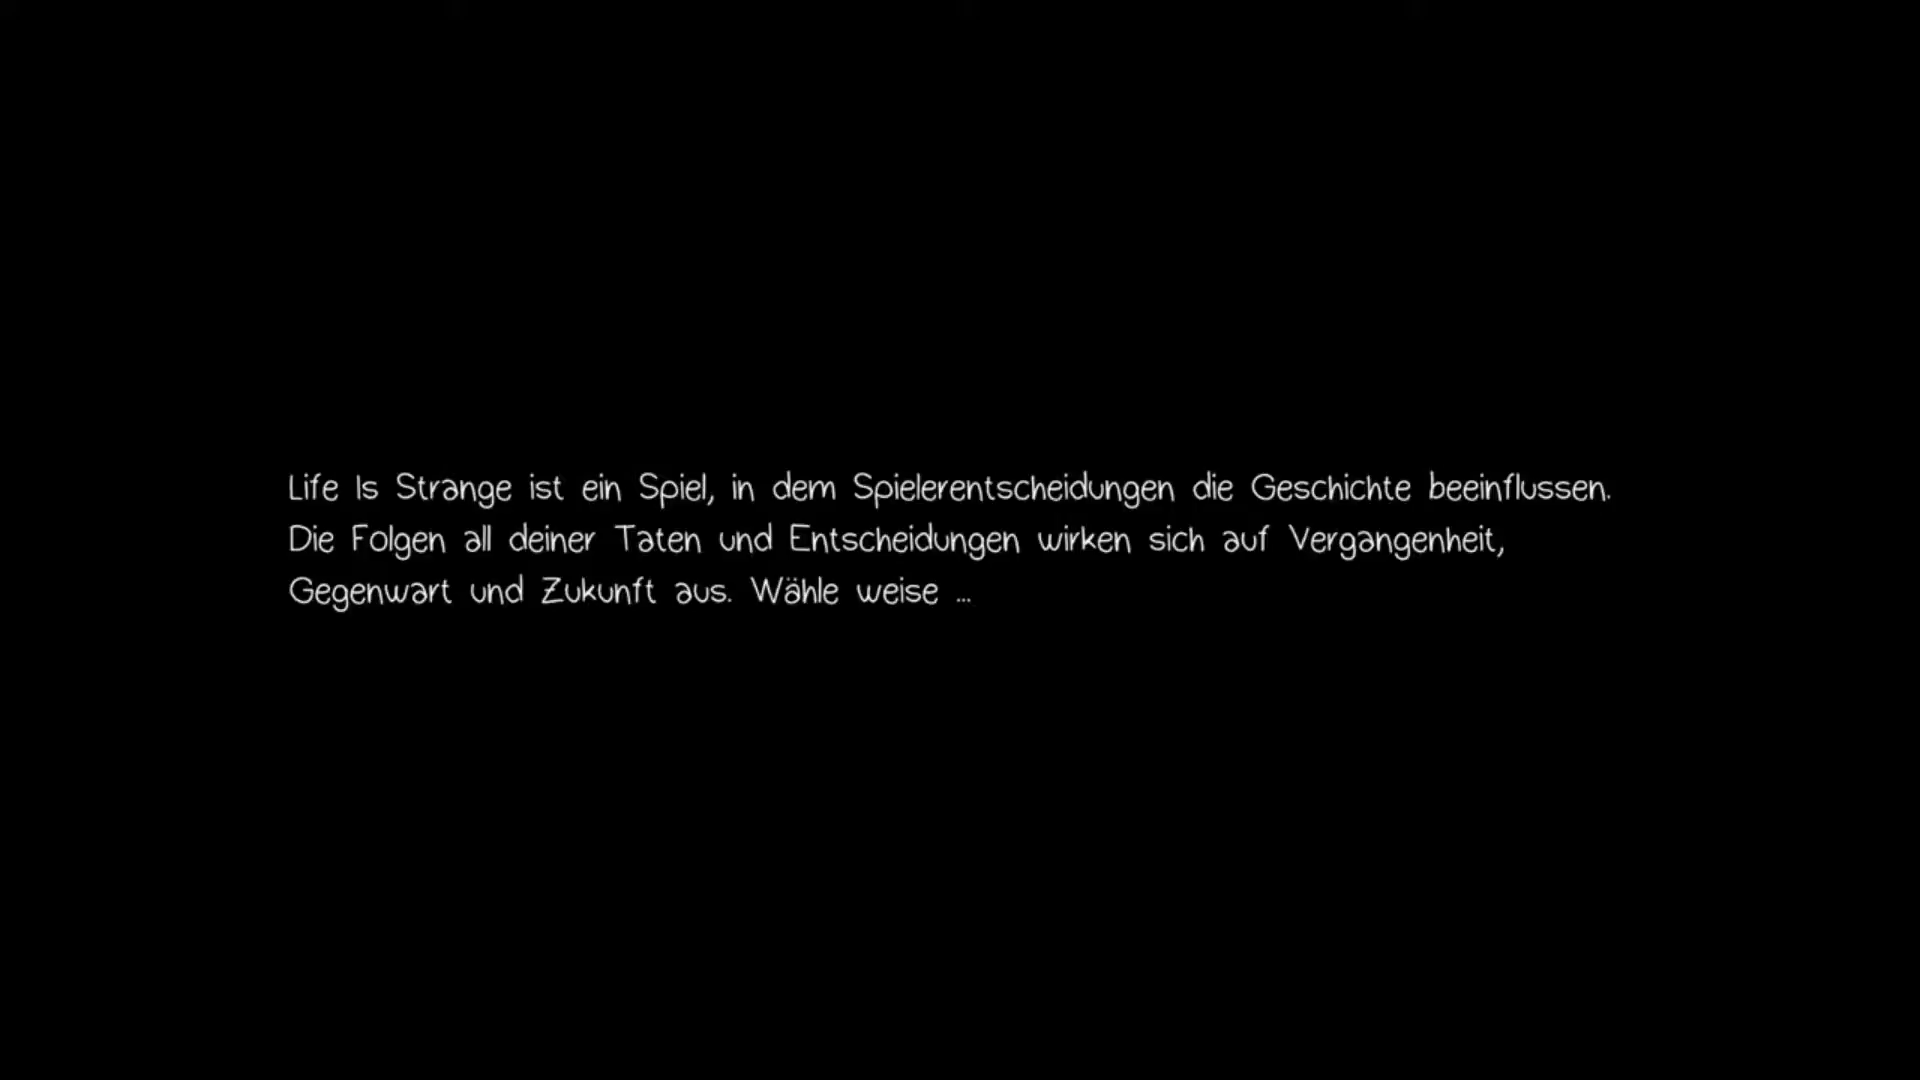 Life Is Strange ist ein Spiel, in dem Spielerentscheidungen die Geschichte beeinflussen.
Die Folgen all deiner Taten und Entscheidungen wirken sich auf Vergangenheit,
Gegenwart und Zukunft aus. Wähle weise ...